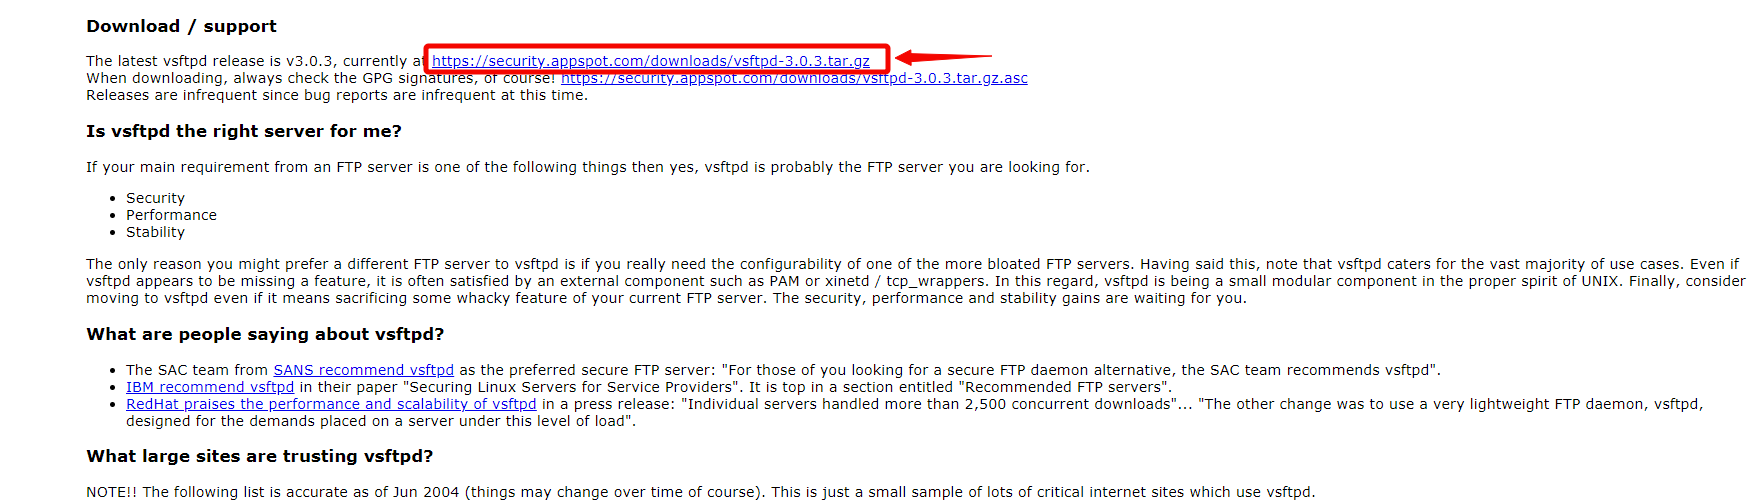 Download / support
The latest vsftpd release is v3.0.3, currently at https://security.appspot.com/downloads/vsftpd-3.0.3.tar.gz
When downloading, always check the GPG signatures, of course! https://security.appspot.com/downloads/vsftpd-3.0.3.tar.gz.asc
Releases are infrequent since bug reports are infrequent at this time.
Is vsftpd the right server for me?
If your main requirement from an FTP server is one of the following things then yes, vsftpd is probably the FTP server you are looking for.
• Security
• Performance
• Stability
The only reason you might prefer a different FTP server to vsftpd is if you really need the configurability of one of the more bloated FTP servers. Having said this, note that vsftpd caters for the vast majority of use cases. Even if
vsftpd appears to be missing a feature, it is often satisfied by an external component such as PAM or xinetd / tcp_wrappers. In this regard, vsftpd is being a small modular component in the proper spirit of UNIX. Finally, consider
moving to vsftpd even if it means sacrificing some whacky feature of your current FTP server. The security, performance and stability gains are waiting for you.
What are people saying about vsftpd?
• The SAC team from SANS recommend vsftpd as the preferred secure FTP server: "For those of you looking for a secure FTP daemon alternative, the SAC team recommends vsftpd".
• IBM recommend vsftpd in their paper "Securing Linux Servers for Service Providers". It is top in a section entitled "Recommended FTP servers".
• RedHat praises the performance and scalability of vsftpd in a press release: "Individual servers handled more than 2,500 concurrent downloads"... "The other change was to use a very lightweight FTP daemon, vsftpd,
designed for the demands placed on a server under this level of load".
What large sites are trusting vsftpd?
NOTE!! The following list is accurate as of Jun 2004 (things may change over time of course). This is just a small sample of lots of critical internet sites which use vsftpd.